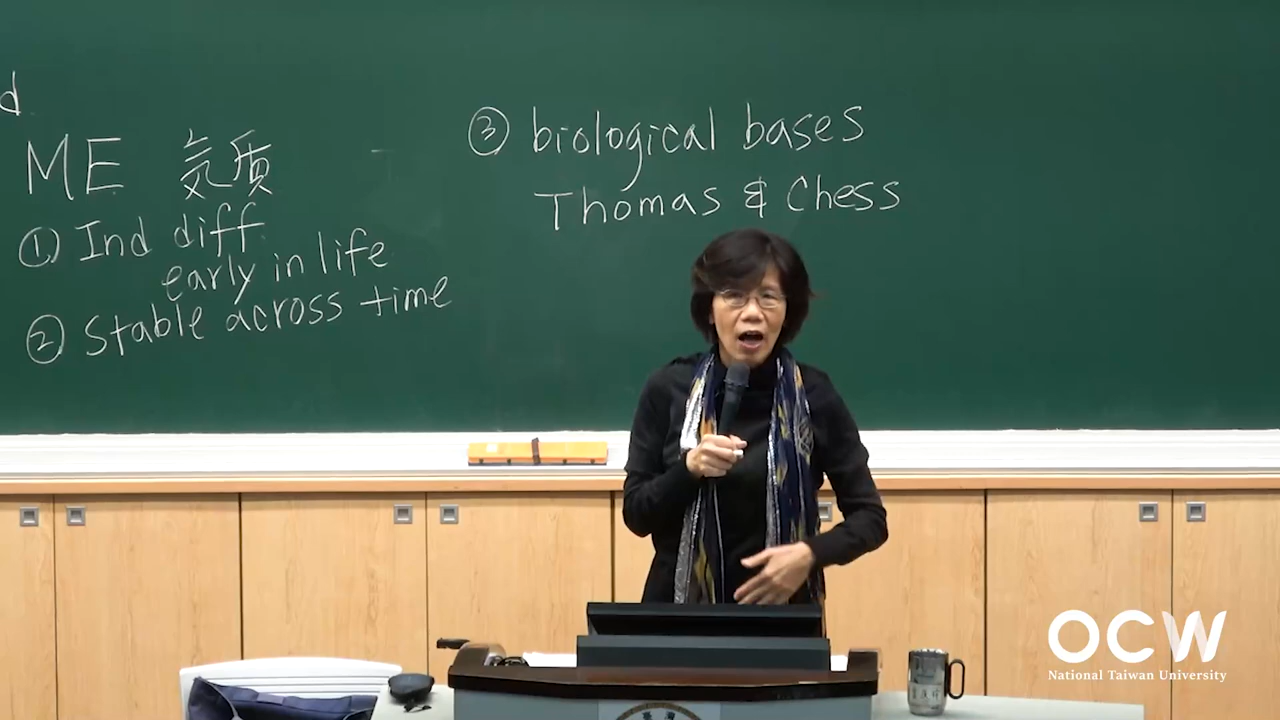 d
ME 気质
① Ind diff
early in life
② Stable across time
③ biological bases
Thomas & Chess
OCW
National Taiwan University